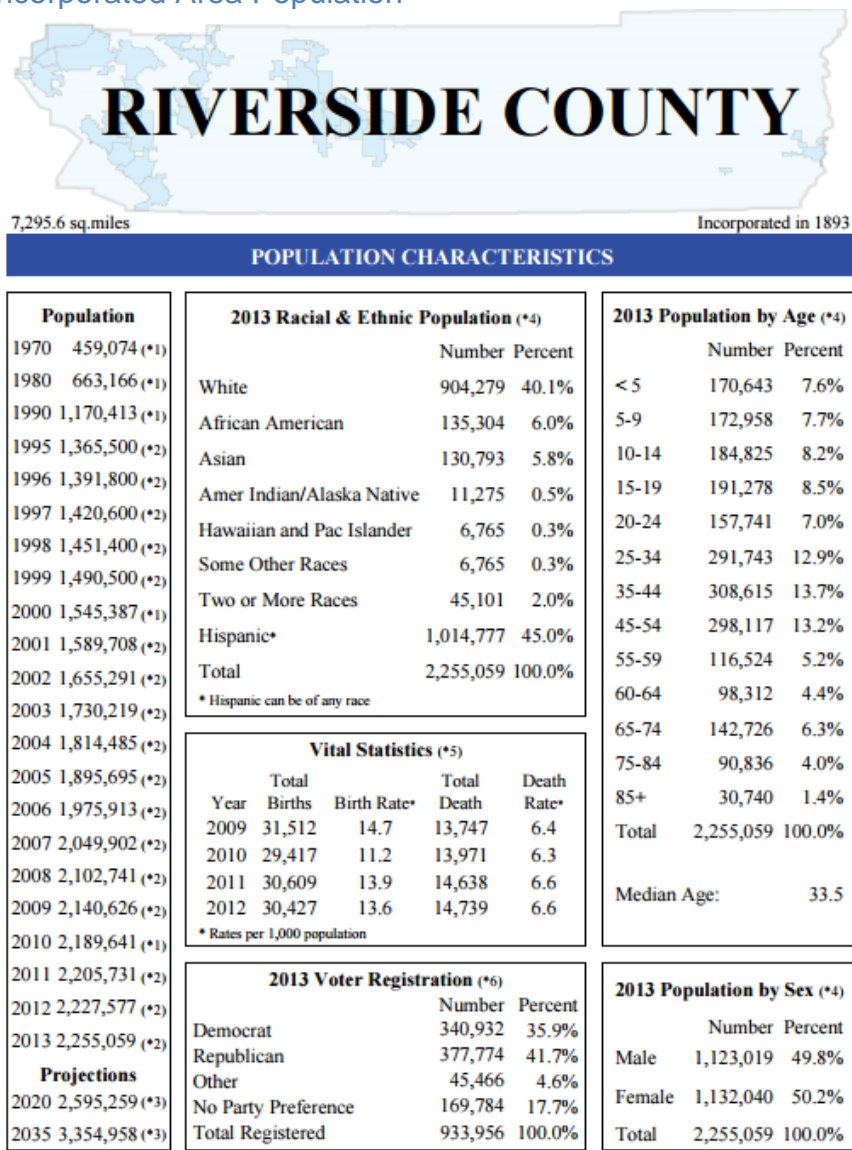 Incorporated Area Population
RIVERSIDE COUNTY
7,295.6 sq.miles
Incorporated in 1893
POPULATION CHARACTERISTICS
Population
1970 459,074 (*1)
1980 663,166 (*1)
1990 1,170,413 (*1)
1995 1,365,500 (*2)
1996 1,391,800 (*2)
1997 1,420,600 (*2)
1998 1,451,400 (*2)
1999 1,490,500 (*2)
2000 1,545,387 (*1)
2001 1,589,708 (*2)
2002 1,655,291 (*2)
2003 1,730,219 (*2)
2004 1,814,485 (*2)
2005 1,895,695 (*2)
2006 1,975,913 (*2)
2007 2,049,902 (*2)
2008 2,102,741 (*2)
2009 2,140,626 (*2)
2010 2,189,641 (*1)
2011 2,205,731 (*2)
2012 2,227,577 (*2)
2013 2,255,059 (*2)
Projections
2020 2,595,259 (*3)
2035 3,354,958 (*3)
2013 Racial & Ethnic Population (*4)
Number Percent
White 904,279 40.1%
African American 135,304 6.0%
Asian 130,793 5.8%
Amer Indian/Alaska Native 11,275 0.5%
Hawaiian and Pac Islander 6,765 0.3%
Some Other Races 6,765 0.3%
Two or More Races 45,101 2.0%
Hispanic* 1,014,777 45.0%
Total 2,255,059 100.0%
* Hispanic can be of any race
Vital Statistics (*5)
Total Total Death
Year Births Birth Rate* Death Rate*
2009 31,512 14.7 13,747 6.4
2010 29,417 11.2 13,971 6.3
2011 30,609 13.9 14,638 6.6
2012 30,427 13.6 14,739 6.6
* Rates per 1,000 population
2013 Voter Registration (*6)
Number Percent
Democrat 340,932 35.9%
Republican 377,774 41.7%
Other 45,466 4.6%
No Party Preference 169,784 17.7%
Total Registered 933,956 100.0%
2013 Population by Age (*4)
Number Percent
< 5 170,643 7.6%
5-9 172,958 7.7%
10-14 184,825 8.2%
15-19 191,278 8.5%
20-24 157,741 7.0%
25-34 291,743 12.9%
35-44 308,615 13.7%
45-54 298,117 13.2%
55-59 116,524 5.2%
60-64 98,312 4.4%
65-74 142,726 6.3%
75-84 90,836 4.0%
85+ 30,740 1.4%
Total 2,255,059 100.0%
Median Age: 33.5
2013 Population by Sex (*4)
Number Percent
Male 1,123,019 49.8%
Female 1,132,040 50.2%
Total 2,255,059 100.0%